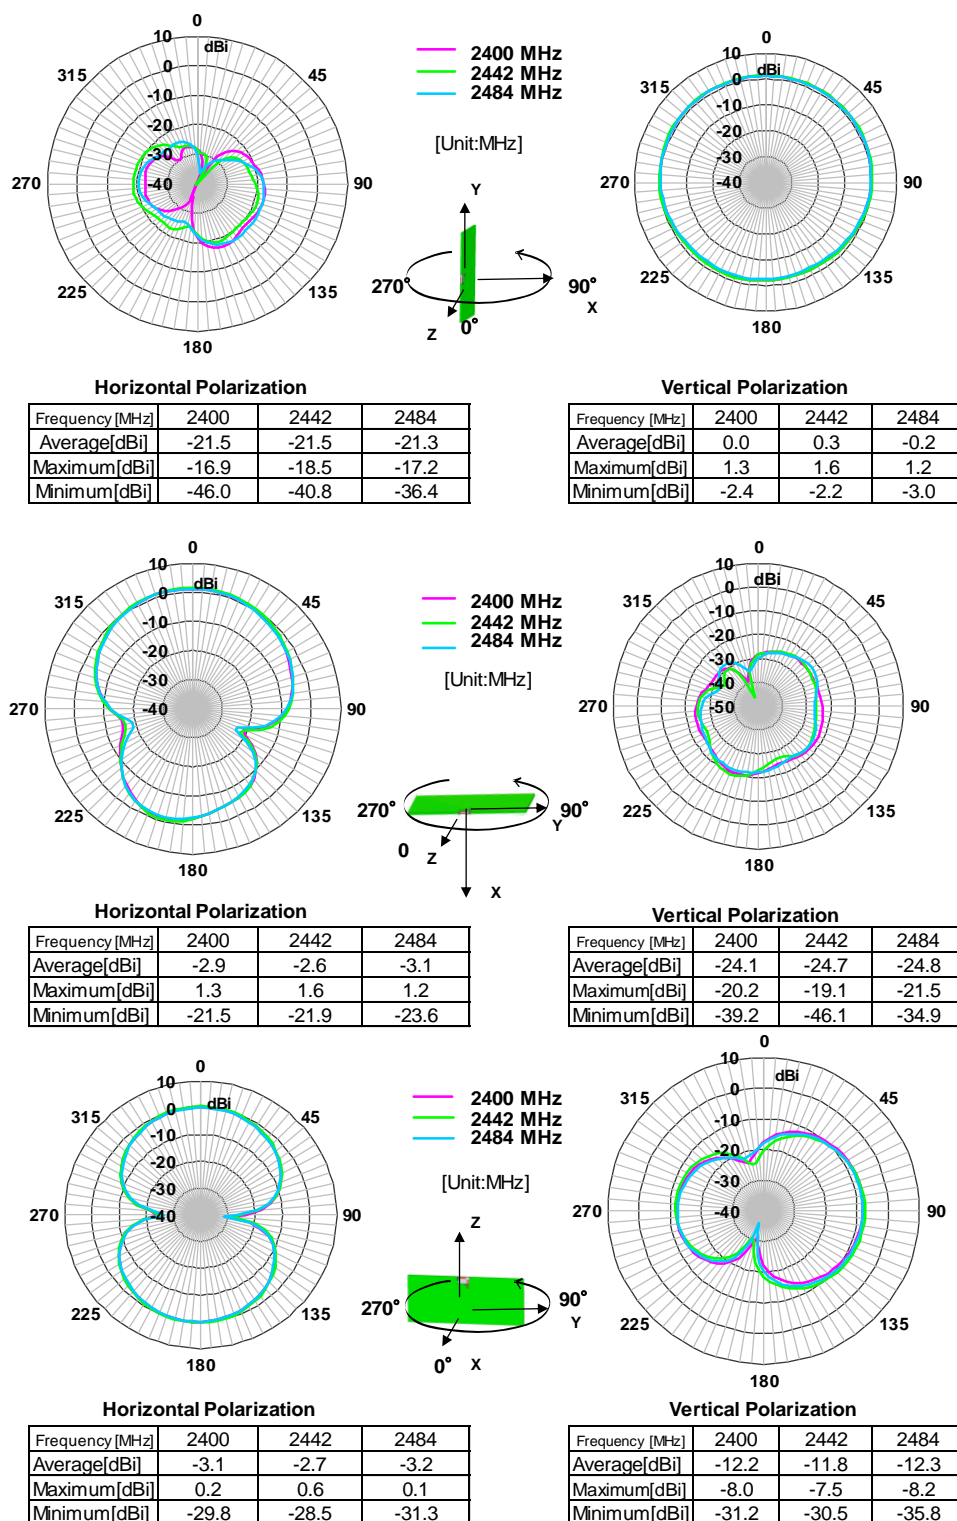 0
10
dBi
0
-10
-20
-30
-40
315
45
270
90
225
135
180
2400 MHz
2442 MHz
2484 MHz
[Unit:MHz]
Y
270°
90°
X
Z
0°
0
10
dBi
0
-10
-20
-30
-40
315
45
270
90
225
135
180
Horizontal Polarization
Frequency [MHz] 2400 2442 2484
Average[dBi] -21.5 -21.5 -21.3
Maximum[dBi] -16.9 -18.5 -17.2
Minimum[dBi] -46.0 -40.8 -36.4
Vertical Polarization
Frequency [MHz] 2400 2442 2484
Average[dBi] 0.0 0.3 -0.2
Maximum[dBi] 1.3 1.6 1.2
Minimum[dBi] -2.4 -2.2 -3.0
0
10
dBi
0
-10
-20
-30
-40
315
45
270
90
225
135
180
2400 MHz
2442 MHz
2484 MHz
[Unit:MHz]
270°
90°
Y
0
Z
X
0
10
dBi
0
-10
-20
-30
-40
-50
315
45
270
90
225
135
180
Horizontal Polarization
Frequency [MHz] 2400 2442 2484
Average[dBi] -2.9 -2.6 -3.1
Maximum[dBi] 1.3 1.6 1.2
Minimum[dBi] -21.5 -21.9 -23.6
Vertical Polarization
Frequency [MHz] 2400 2442 2484
Average[dBi] -24.1 -24.7 -24.8
Maximum[dBi] -20.2 -19.1 -21.5
Minimum[dBi] -39.2 -46.1 -34.9
0
10
dBi
0
-10
-20
-30
-40
315
45
270
90
225
135
180
2400 MHz
2442 MHz
2484 MHz
[Unit:MHz]
Z
270°
90°
Y
0°
X
0
10
dBi
0
-10
-20
-30
-40
315
45
270
90
225
135
180
Horizontal Polarization
Frequency [MHz] 2400 2442 2484
Average[dBi] -3.1 -2.7 -3.2
Maximum[dBi] 0.2 0.6 0.1
Minimum[dBi] -29.8 -28.5 -31.3
Vertical Polarization
Frequency [MHz] 2400 2442 2484
Average[dBi] -12.2 -11.8 -12.3
Maximum[dBi] -8.0 -7.5 -8.2
Minimum[dBi] -31.2 -30.5 -35.8